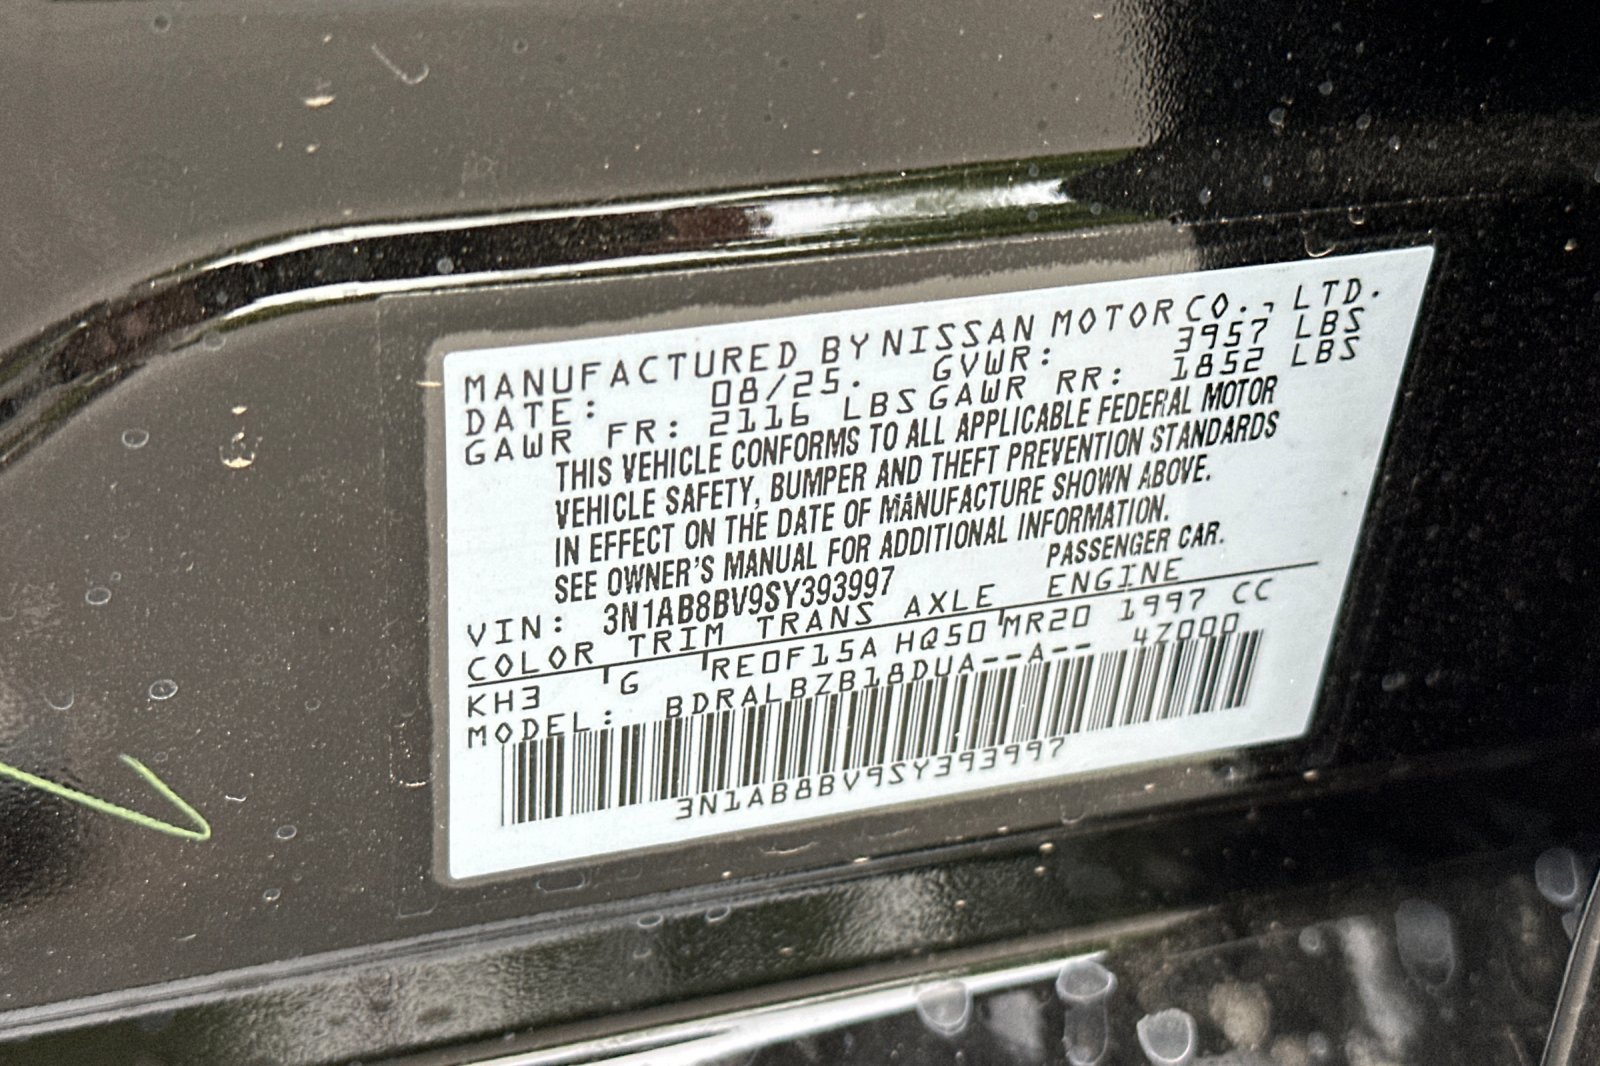 MANUFACTURED BY NISSAN MOTOR CO., LTD.
DATE: 08/25. GVWR: 3957 LBS
GAWR FR: 2116 LBS GAWR RR: 1852 LBS
THIS VEHICLE CONFORMS TO ALL APPLICABLE FEDERAL MOTOR
VEHICLE SAFETY, BUMPER AND THEFT PREVENTION STANDARDS
IN EFFECT ON THE DATE OF MANUFACTURE SHOWN ABOVE.
SEE OWNER'S MANUAL FOR ADDITIONAL INFORMATION.
VIN: 3N1AB8BV9SY393997 PASSENGER CAR.
COLOR TRIM TRANS AXLE ENGINE
KH3 G RE0F15A HQ50 MR20 1997 CC
MODEL: BDRALBZB18DUA--A-- 47000
3N1AB8BV9SY393997